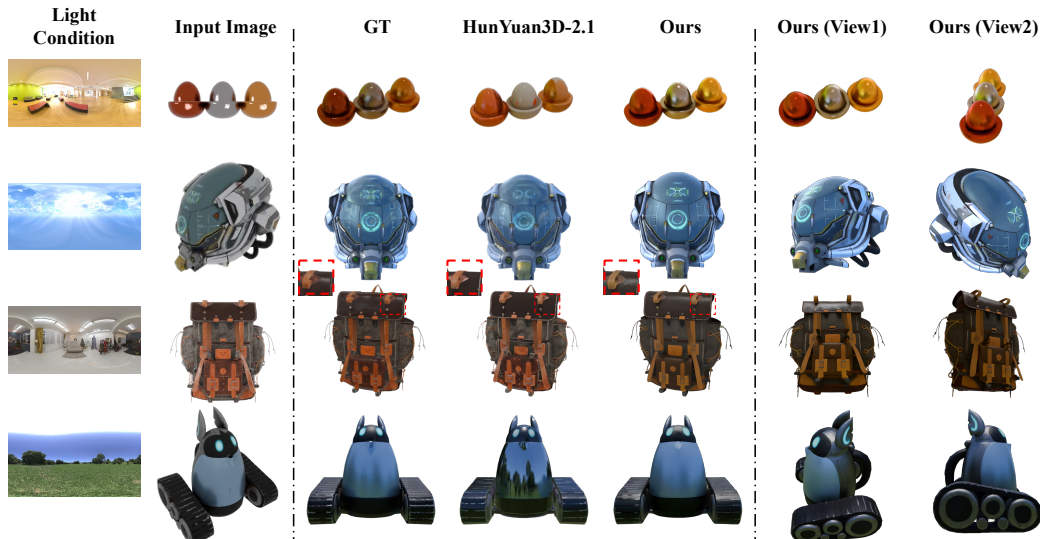 Light
Condition
Input Image
GT
HunYuan3D-2.1
Ours
Ours (View1)
Ours (View2)